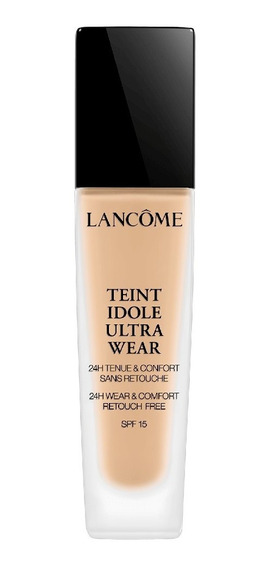 LANCÔME
TEINT
IDOLE
ULTRA
WEAR
24H TENUE & CONFORT
SANS RETOUCHE
24H WEAR & COMFORT
RETOUCH FREE
SPF 15